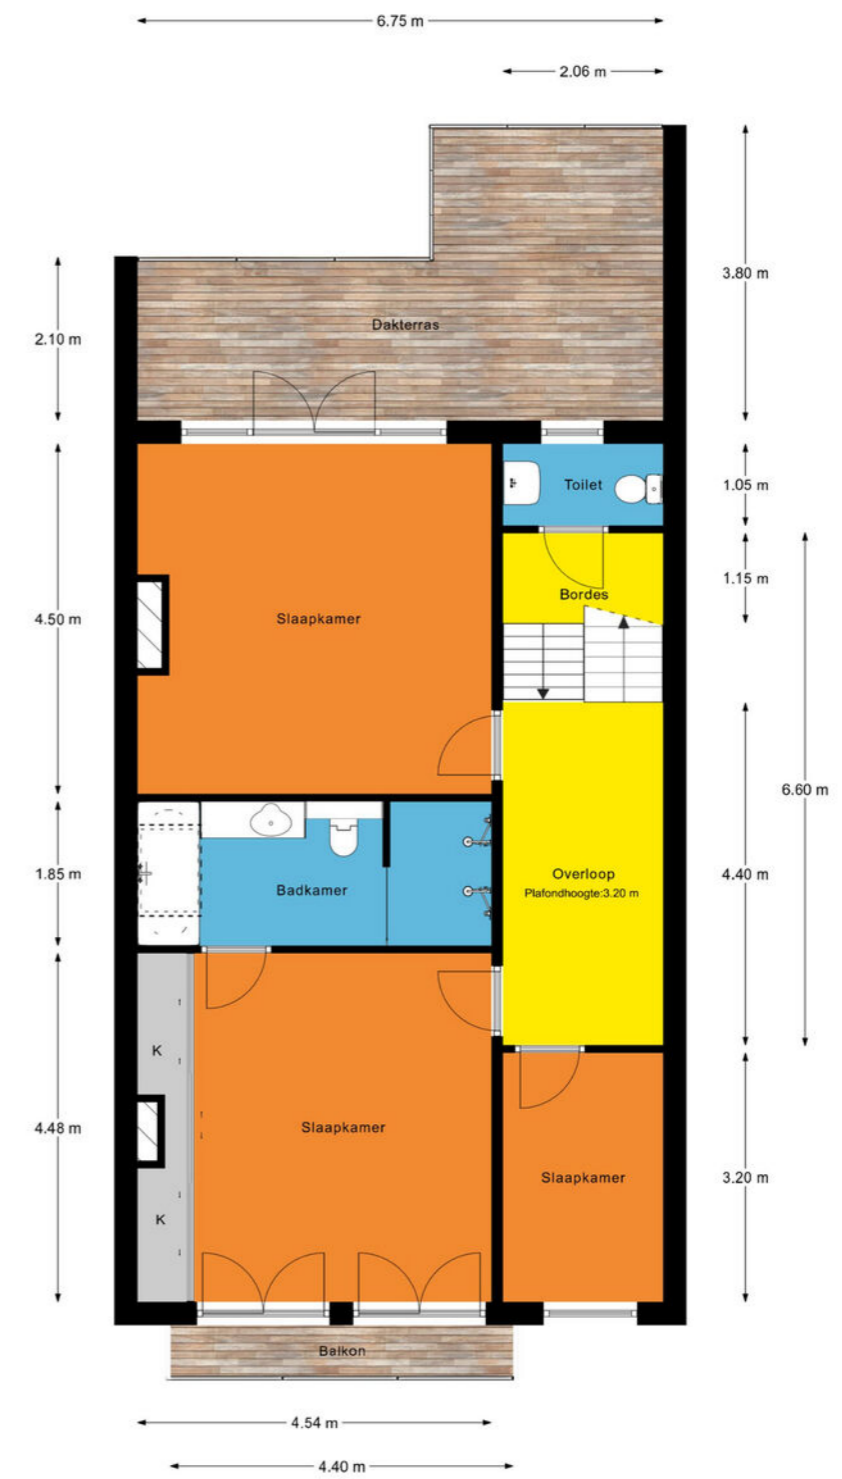 6.75 m
2.06 m
3.80 m
Dakterras
2.10 m
Toilet
1.05 m
1.15 m
Bordes
Slaapkamer
4.50 m
6.60 m
Overloop
Plafondhoogte:3.20 m
4.40 m
1.85 m
Badkamer
K
Slaapkamer
4.48 m
Slaapkamer
3.20 m
K
Balkon
4.54 m
4.40 m